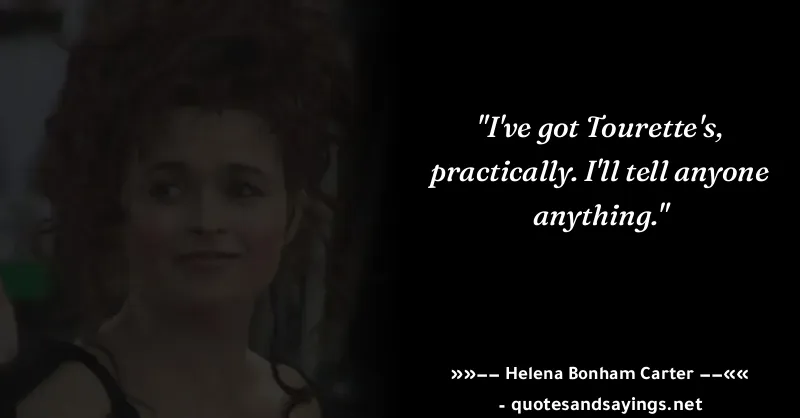 "I've got Tourette's,
practically. I'll tell anyone
anything."
»»−− Helena Bonham Carter −−««
- quotesandsayings.net